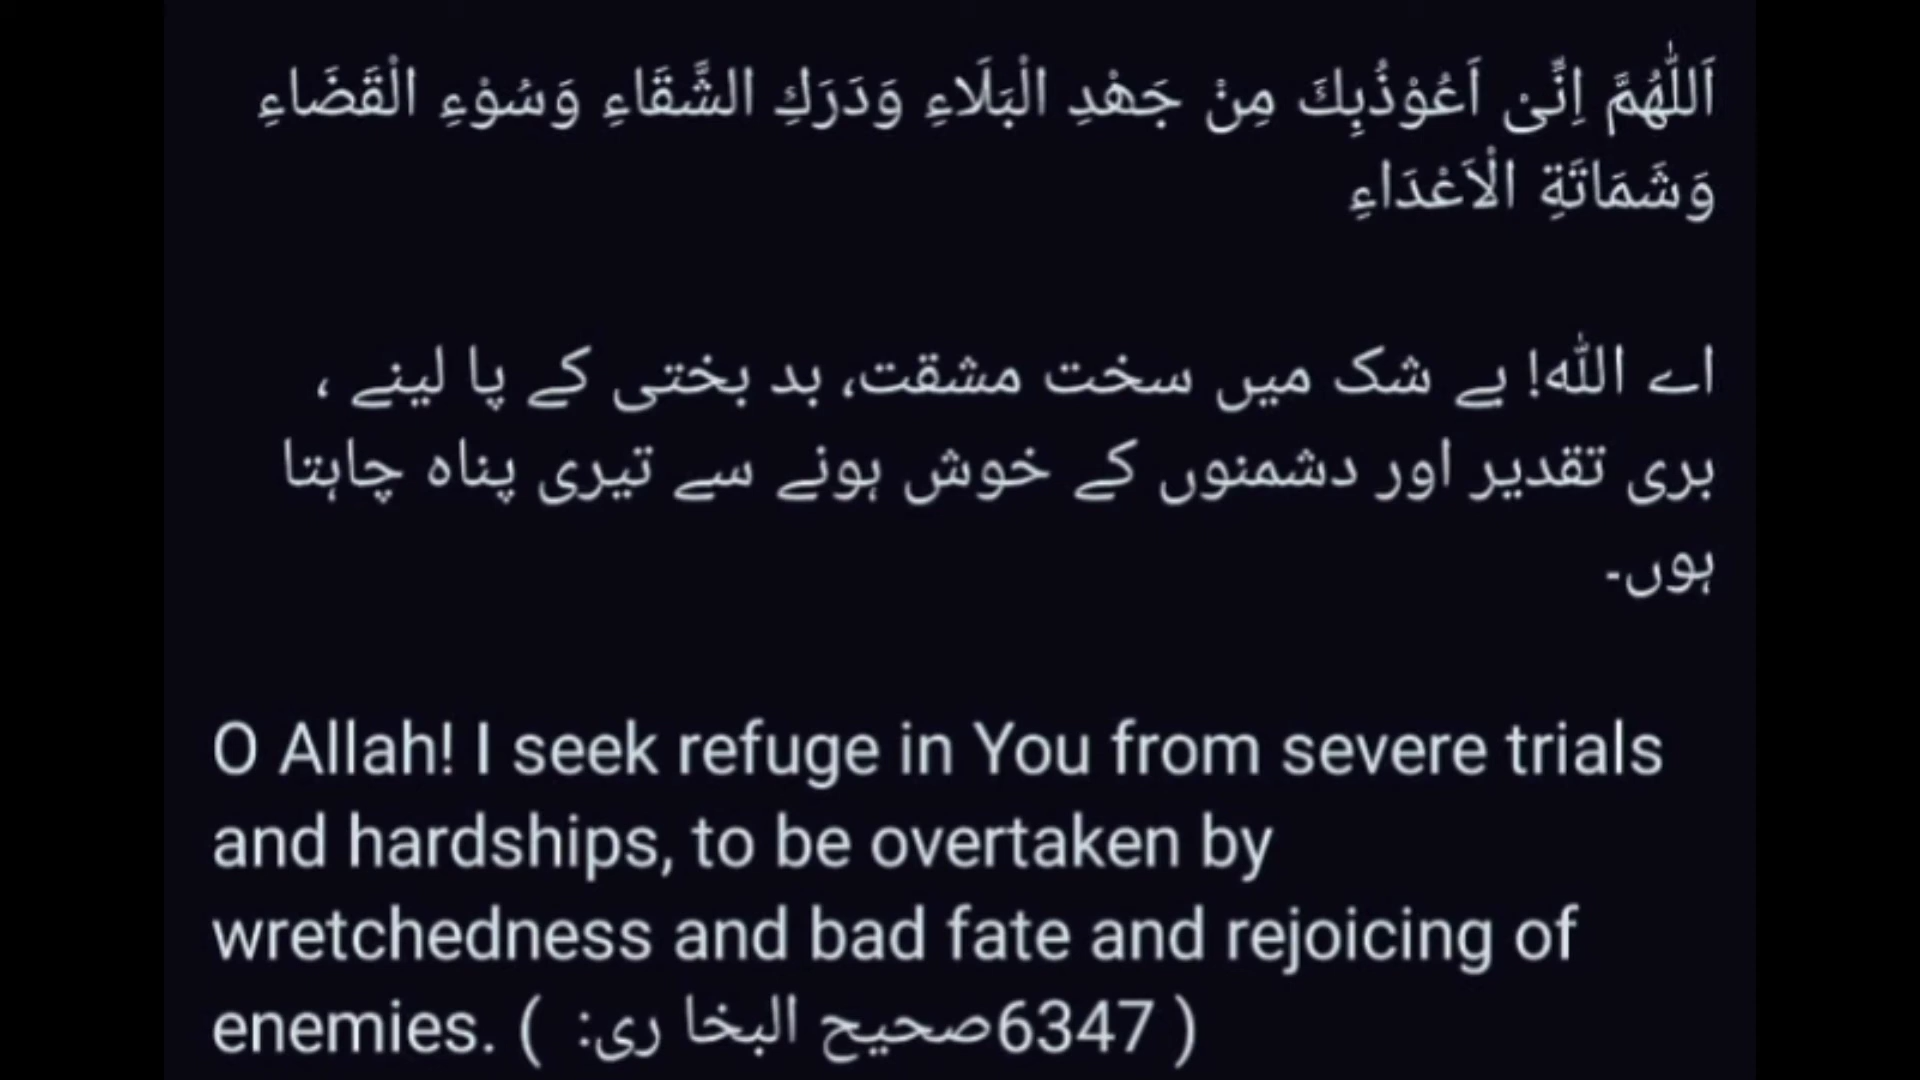 اَللّٰهُمَّ اِنِّىْ اَعُوْذُبِكَ مِنْ جَهْدِ الْبَلَاءِ وَدَرَكِ الشَّقَاءِ وَسُوْءِ الْقَضَاءِ
وَشَمَاتَةِ الْاَعْدَاءِ
اے اللّٰہ! بے شک میں سخت مشقت، بد بختی کے پا لینے ،
بری تقدیر اور دشمنوں کے خوش ہونے سے تیری پناہ چاہتا
ہوں۔
O Allah! I seek refuge in You from severe trials
and hardships, to be overtaken by
wretchedness and bad fate and rejoicing of
enemies. ( صحیح البخا ری: 6347 )